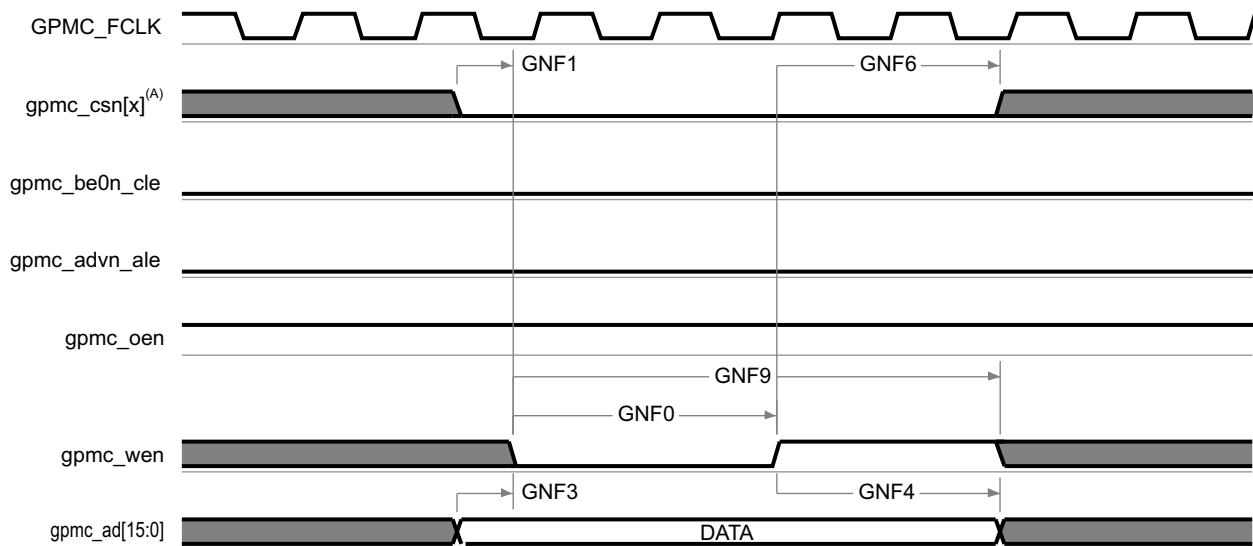 GPMC_FCLK
GNF1
GNF6
gpmc_csn[x](A)
gpmc_be0n_cle
gpmc_advn_ale
gpmc_oen
GNF9
GNF0
gpmc_wen
GNF3
GNF4
gpmc_ad[15:0]
DATA